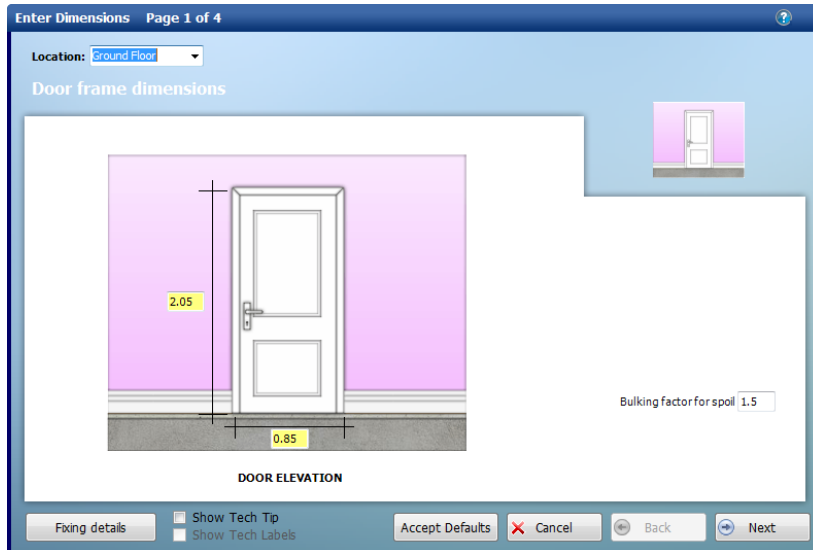 Enter Dimensions Page 1 of 4
?
Location: Ground Floor
Door frame dimensions
2.05
0.85
Bulking factor for spoil 1.5
DOOR ELEVATION
Fixing details
Show Tech Tip
Show Tech Labels
Accept Defaults
Cancel
Back
Next